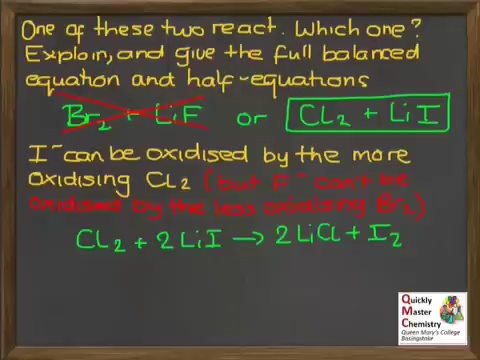 One of these two react. Which one?
Explain, and give the full balanced
equation and half-equations
Br₂ + LiF or CL₂ + LiI
I⁻ can be oxidised by the more
oxidising CL₂ (but F⁻ can't be
oxidised by the less oxidising Br₂)
CL₂ + 2LiI → 2LiCl + I₂
Quickly
Master
Chemistry
Queen Mary's College
Basingstoke